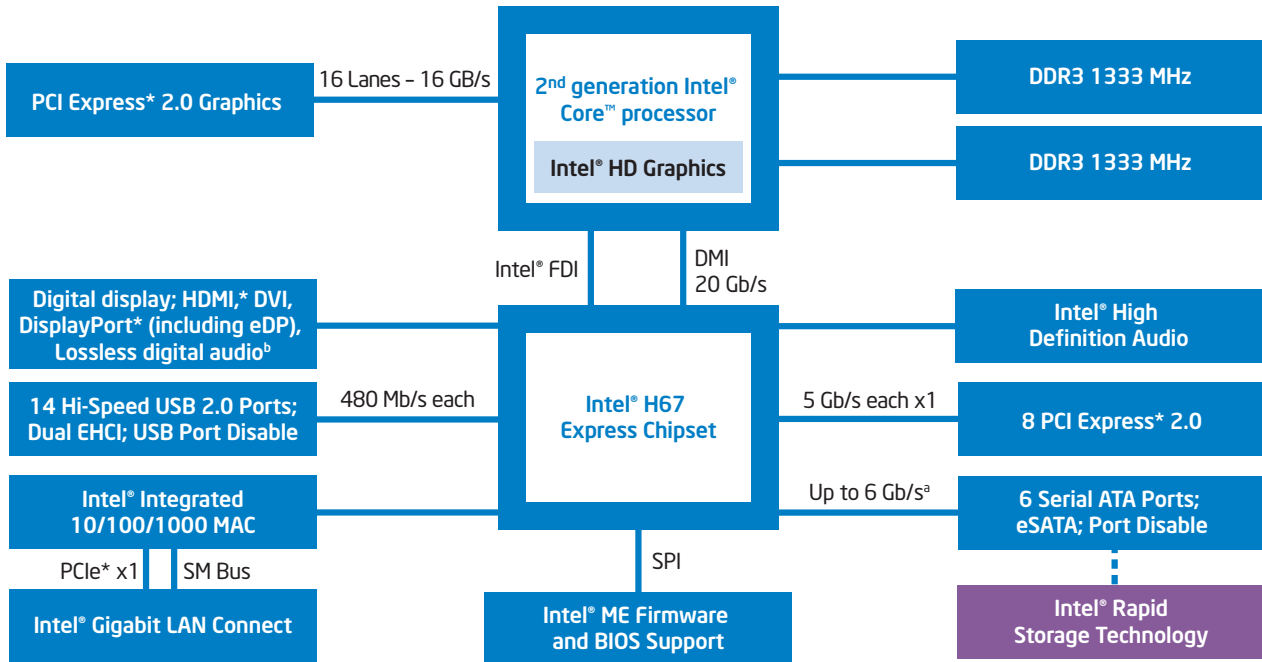 PCI Express* 2.0 Graphics
16 Lanes – 16 GB/s
2nd generation Intel®
Core™ processor
Intel® HD Graphics
DDR3 1333 MHz
DDR3 1333 MHz
Intel® FDI
DMI
20 Gb/s
Digital display; HDMI,* DVI,
DisplayPort* (including eDP),
Lossless digital audioᵇ
Intel® High
Definition Audio
14 Hi-Speed USB 2.0 Ports;
Dual EHCI; USB Port Disable
480 Mb/s each
Intel® H67
Express Chipset
5 Gb/s each x1
8 PCI Express* 2.0
Intel® Integrated
10/100/1000 MAC
Up to 6 Gb/sᵃ
6 Serial ATA Ports;
eSATA; Port Disable
PCIe* x1
SM Bus
SPI
Intel® Gigabit LAN Connect
Intel® ME Firmware
and BIOS Support
Intel® Rapid
Storage Technology